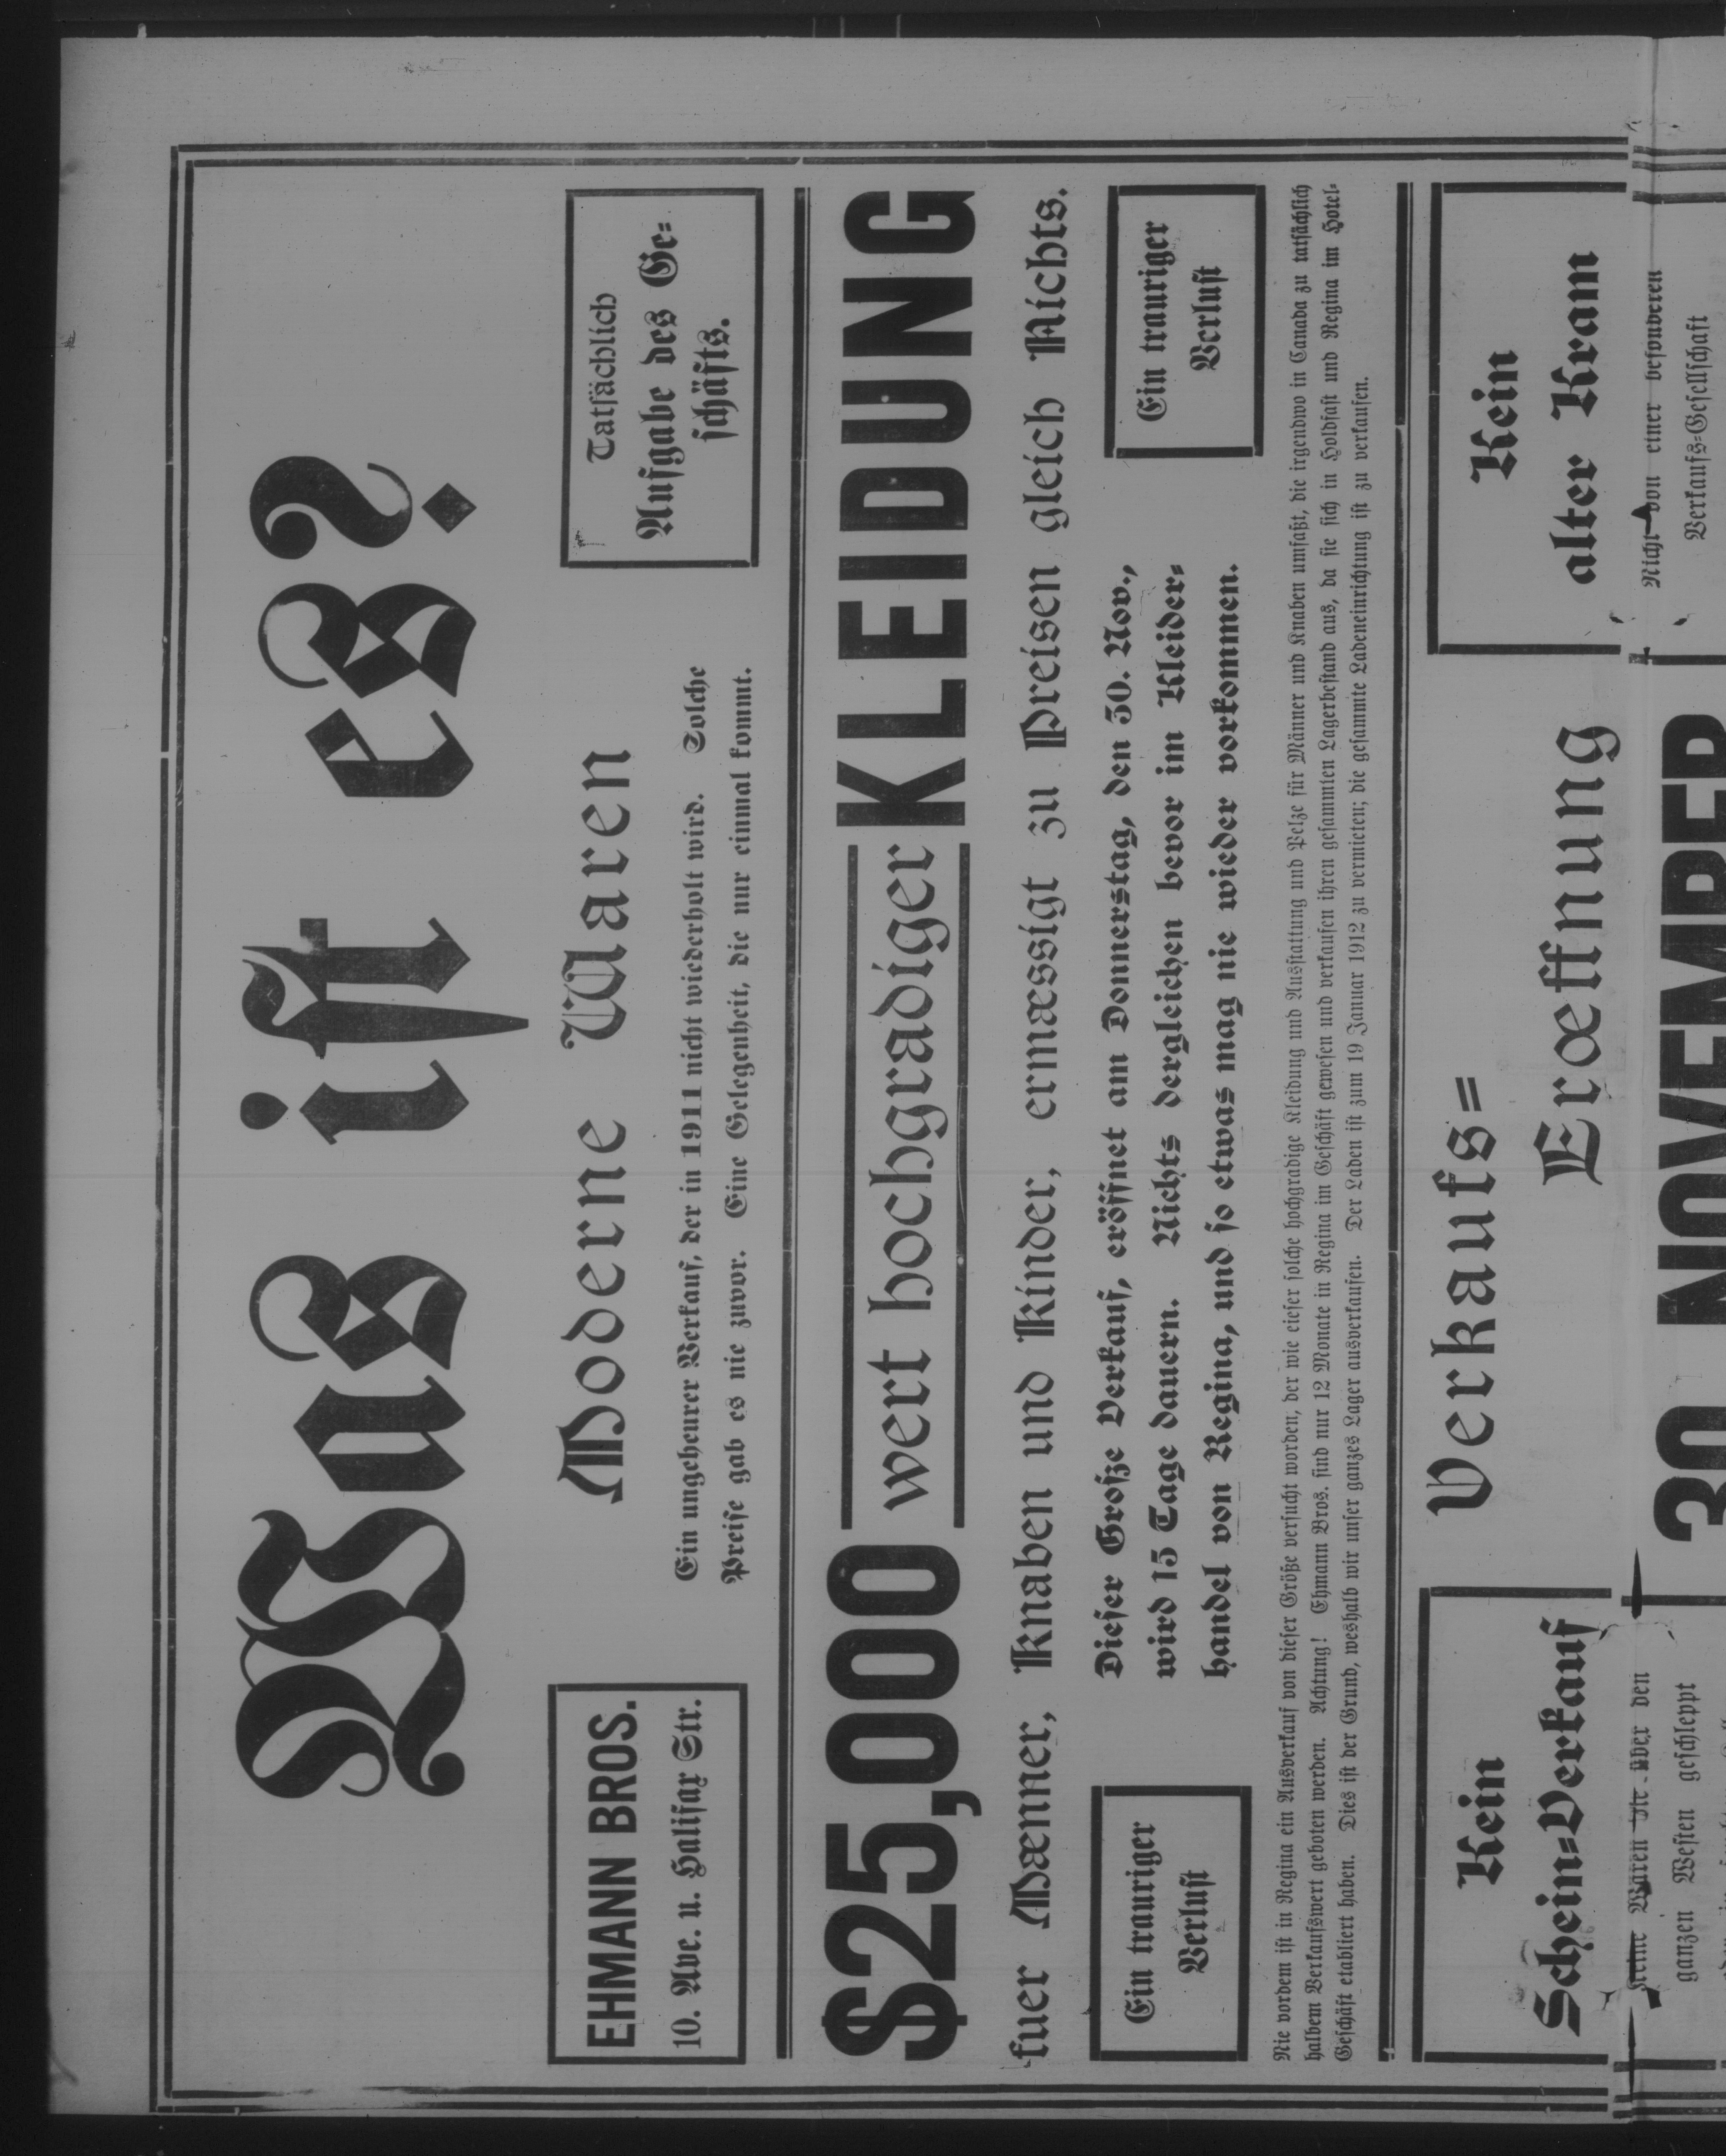 Was ist es?
EHMANN BROS.
10. Ave. u. Halifax Str.
Moderne Waren
Ein ungeheurer Verkauf, der in 1911 nicht wiederholt wird. Solche
Preise gab es nie zuvor. Eine Gelegenheit, die nur einmal kommt.
Tatsächlich
Aufgabe des Ge-
schäfts.
$25,000 wert hochgradiger KLEIDUNG
fuer Mænner, Knaben und Kinder, ermæssigt zu Preisen gleich Nichts.
Ein trauriger
Verlust
Dieser Große Verkauf, eröffnet am Donnerstag, den 30. Nov.,
wird 15 Tage dauern. Nichts dergleichen bevor im Kleider-
handel von Regina, und so etwas mag nie wieder vorkommen.
Ein trauriger
Verlust
Nie vordem ist in Regina ein Ausverkauf von dieser Größe versucht worden, der wie dieser solche hochgradige Kleidung und Ausstattung und Pelze für Männer und Knaben umfaßt, die irgendwo in Canada zu tatsächlich
halbem Verkaufswert geboten werden. Achtung! Ehmann Bros. sind nur 12 Monate in Regina im Geschäft gewesen und verkaufen ihren gesammten Lagerbestand aus, da sie sich in Holdfast und Regina im Hotel-
Geschäft etabliert haben. Dies ist der Grund, weshalb wir unser ganzes Lager ausverkaufen. Der Laden ist zum 19 Januar 1912 zu vermieten; die gesammte Ladeneinrichtung ist zu verkaufen.
Kein
Schein-Verkauf
Keine Waren die über den
ganzen Westen geschleppt
Verkaufs=
Eroeffnung
30 NOVEMBER
Kein
alter Kram
Nicht von einer besonderen
Verkaufs-Gesellschaft